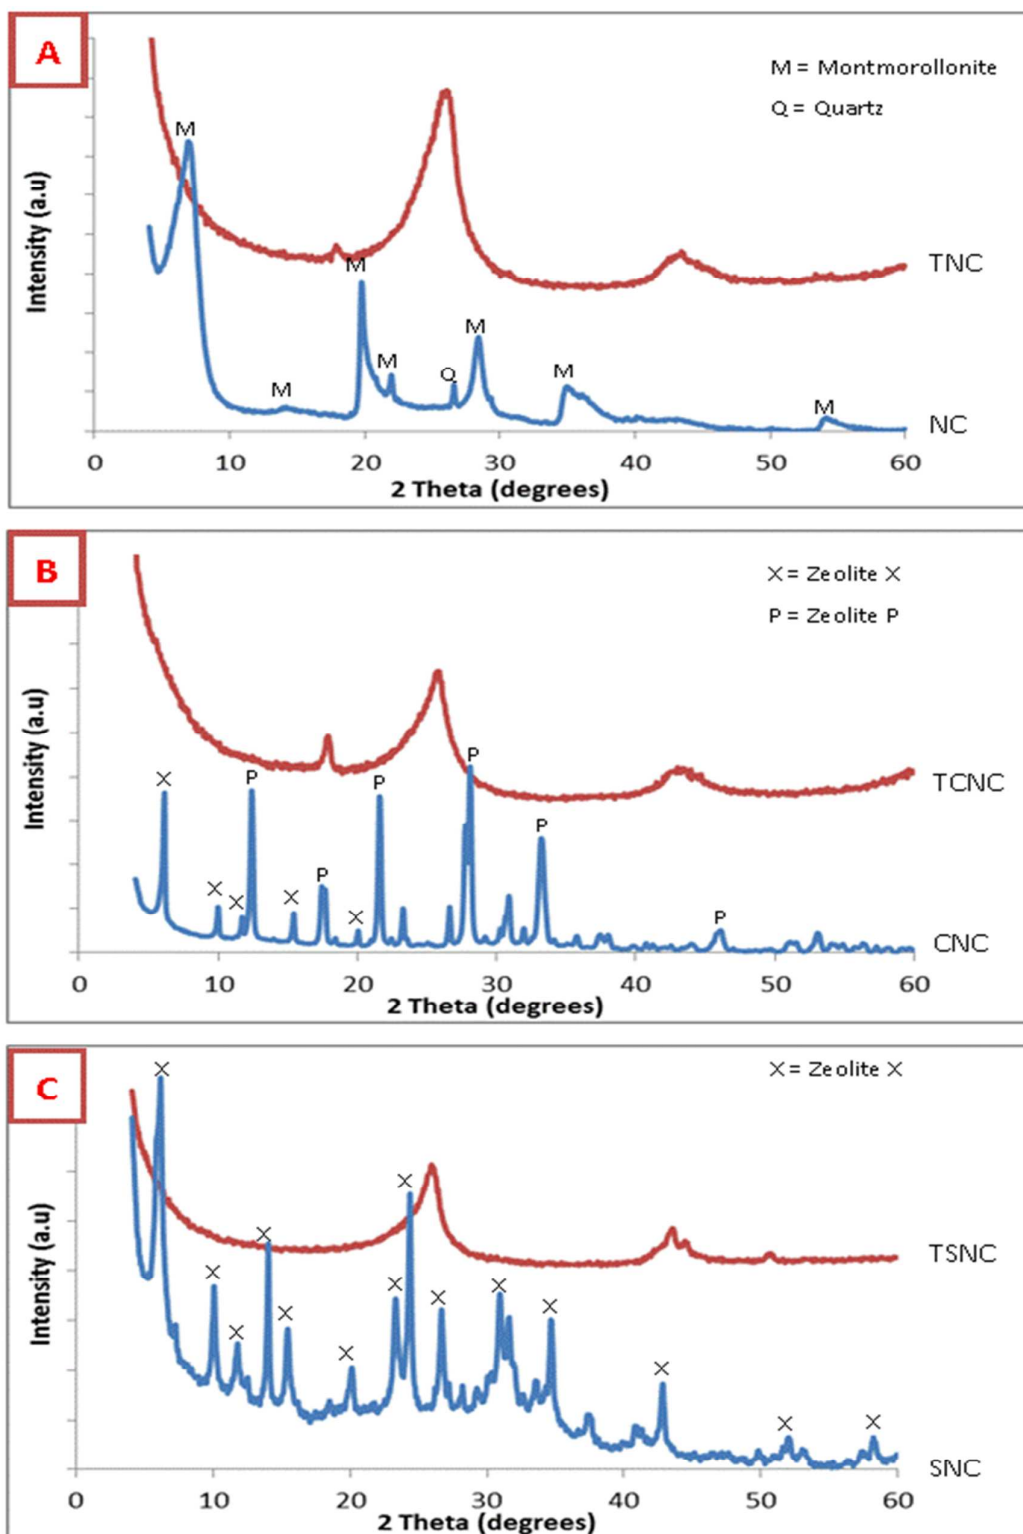 A
M = Montmorollonite
Q = Quartz
M
TNC
M
M
M
Q
M
M
M
NC
Intensity (a.u)
0 10 20 30 40 50 60
2 Theta (degrees)
B
X = Zeolite X
P = Zeolite P
TCNC
X
P
P
P
X
X
X
P
X
P
P
CNC
Intensity (a.u)
0 10 20 30 40 50 60
2 Theta (degrees)
C
X = Zeolite X
X
X
X
TSNC
X
X
X
X
X
X
X
X
X
X
X
X
SNC
Intensity (a.u)
0 10 20 30 40 50 60
2 Theta (degrees)